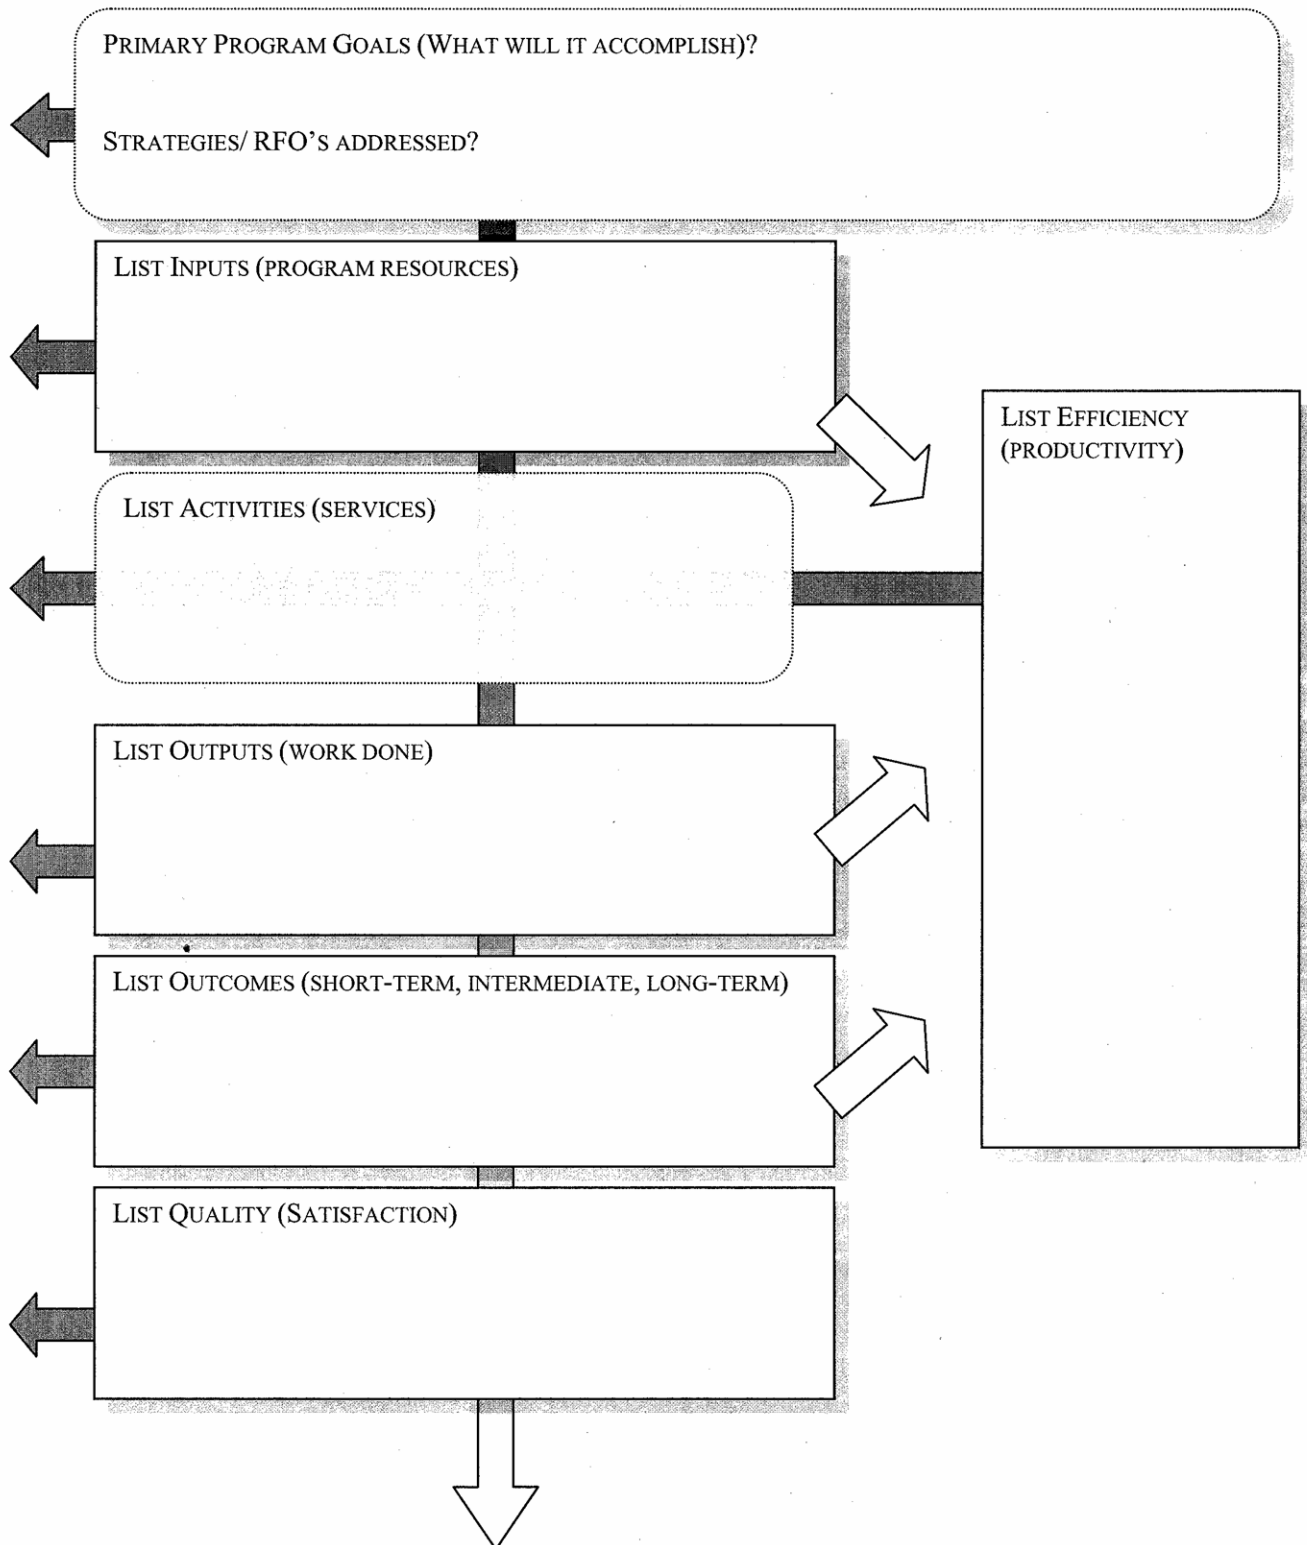 PRIMARY PROGRAM GOALS (WHAT WILL IT ACCOMPLISH)?
STRATEGIES/ RFO'S ADDRESSED?
LIST INPUTS (PROGRAM RESOURCES)
LIST EFFICIENCY
(PRODUCTIVITY)
LIST ACTIVITIES (SERVICES)
LIST OUTPUTS (WORK DONE)
LIST OUTCOMES (SHORT-TERM, INTERMEDIATE, LONG-TERM)
LIST QUALITY (SATISFACTION)